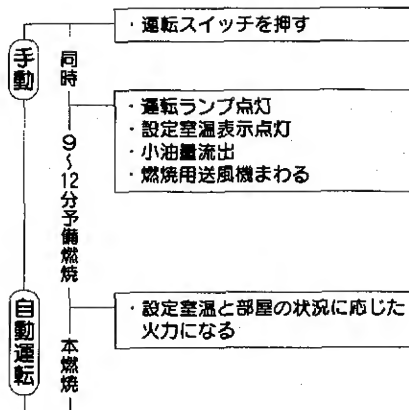 ・運転スイッチを押す
手動
同時
・運転ランプ点灯
・設定室温表示点灯
・小油量流出
・燃焼用送風機まわる
9～12分予備燃焼
自動運転
・設定室温と部屋の状況に応じた
火力になる
本燃焼